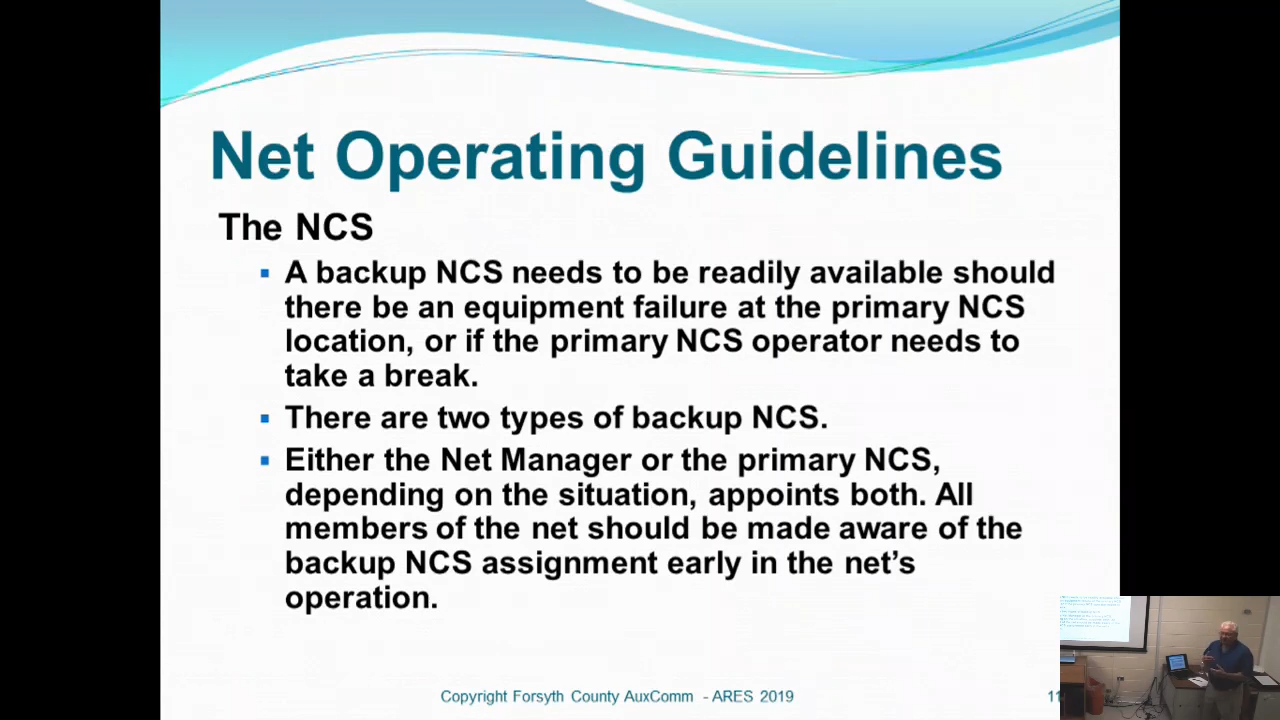 Net Operating Guidelines
The NCS
▪ A backup NCS needs to be readily available should
there be an equipment failure at the primary NCS
location, or if the primary NCS operator needs to
take a break.
▪ There are two types of backup NCS.
▪ Either the Net Manager or the primary NCS,
depending on the situation, appoints both. All
members of the net should be made aware of the
backup NCS assignment early in the net’s
operation.
Copyright Forsyth County AuxComm - ARES 2019